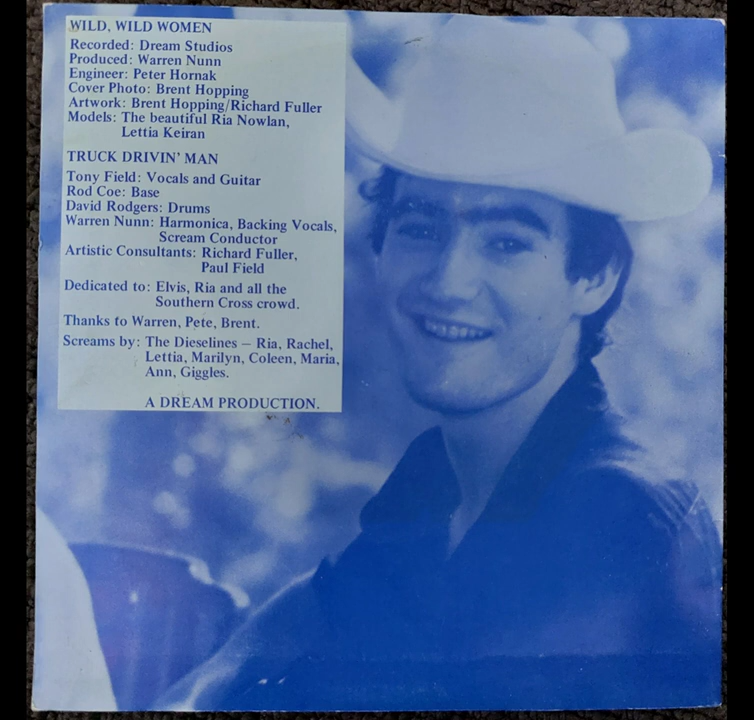 WILD, WILD WOMEN
Recorded: Dream Studios
Produced: Warren Nunn
Engineer: Peter Hornak
Cover Photo: Brent Hopping
Artwork: Brent Hopping/Richard Fuller
Models: The beautiful Ria Nowlan,
Lettia Keiran
TRUCK DRIVIN' MAN
Tony Field: Vocals and Guitar
Rod Coe: Base
David Rodgers: Drums
Warren Nunn: Harmonica, Backing Vocals,
Scream Conductor
Artistic Consultants: Richard Fuller,
Paul Field
Dedicated to: Elvis, Ria and all the
Southern Cross crowd.
Thanks to Warren, Pete, Brent.
Screams by: The Dieselines – Ria, Rachel,
Lettia, Marilyn, Coleen, Maria,
Ann, Giggles.
A DREAM PRODUCTION.